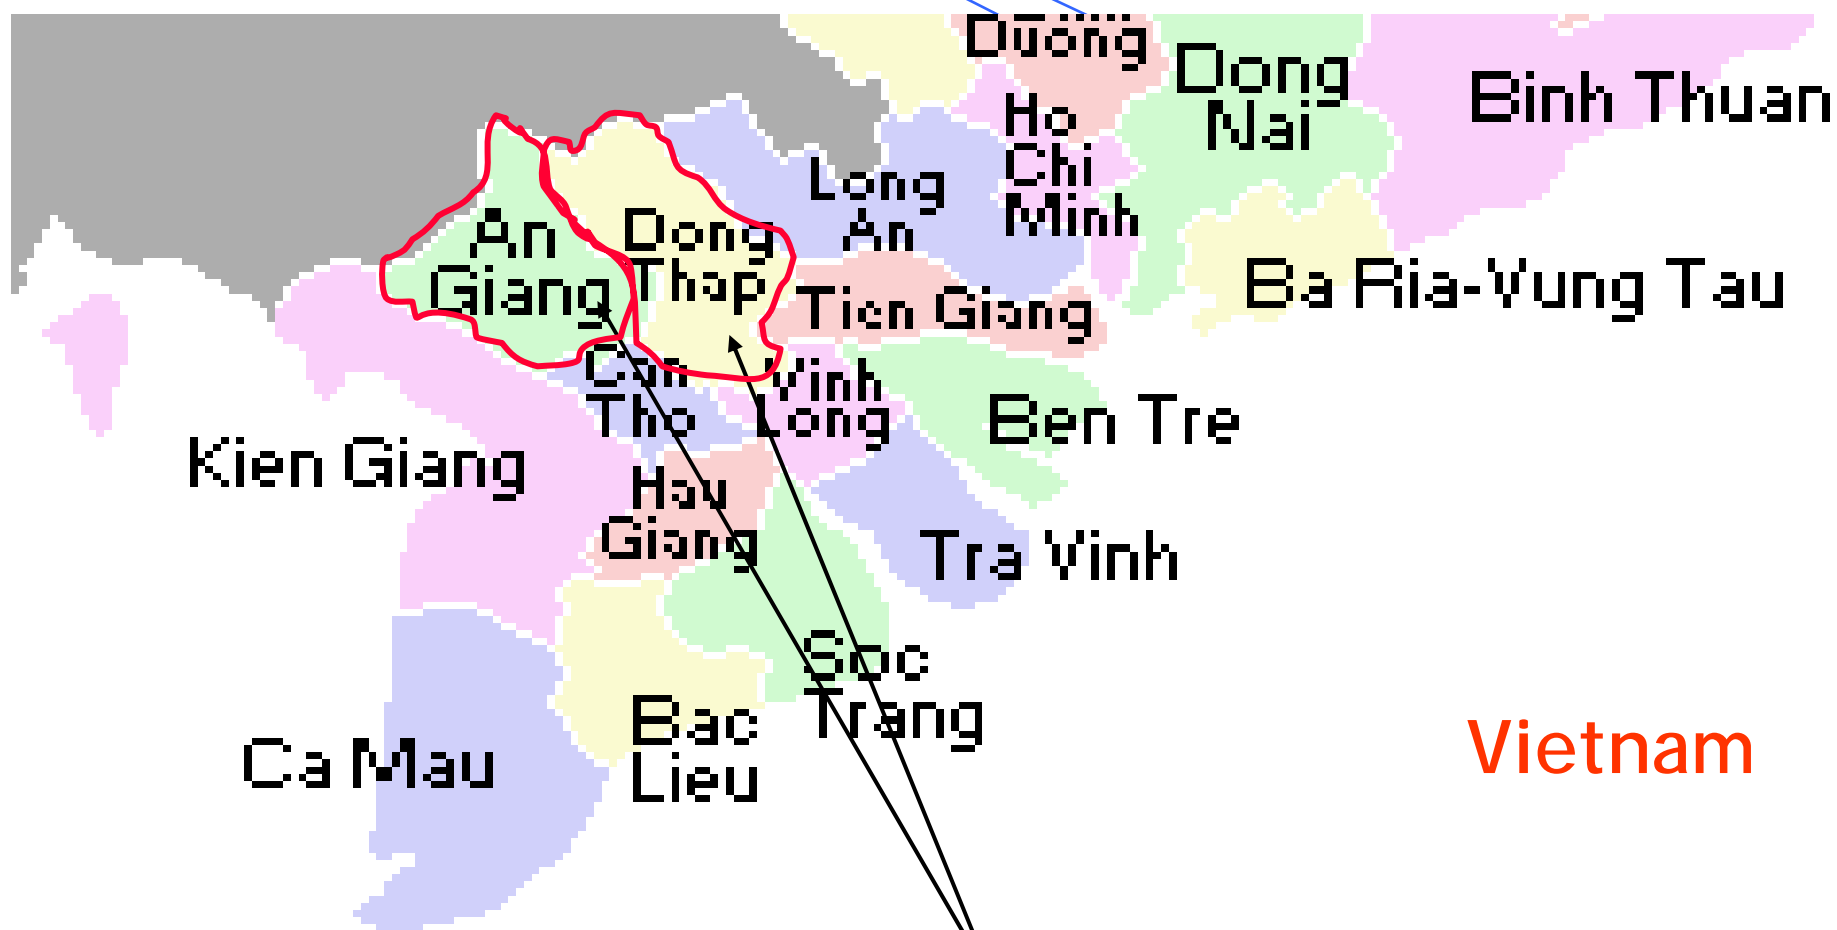 Duong
Dong
Nai
Binh Thuan
Ho
Chi
Minh
Long
An
An
Giang
Dong
Thap
Ba Ria-Vung Tau
Tien Giang
Can
Tho
Vinh
Long
Ben Tre
Kien Giang
Hau
Giang
Tra Vinh
Soc
Trang
Bac
Lieu
Ca Mau
Vietnam